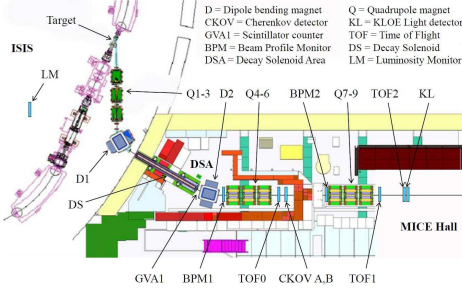 Target
D = Dipole bending magnet
Q = Quadrupole magnet
CKOV = Cherenkov detector
KL = KLOE Light detector
GVA1 = Scintillator counter
TOF = Time of Flight
BPM = Beam Profile Monitor
DS = Decay Solenoid
DSA = Decay Solenoid Area
LM = Luminosity Monitor
ISIS
LM
Q1-3
D2
Q4-6
BPM2
Q7-9
TOF2
KL
D1
DSA
DS
MICE Hall
GVA1
BPM1
TOF0
CKOV A,B
TOF1